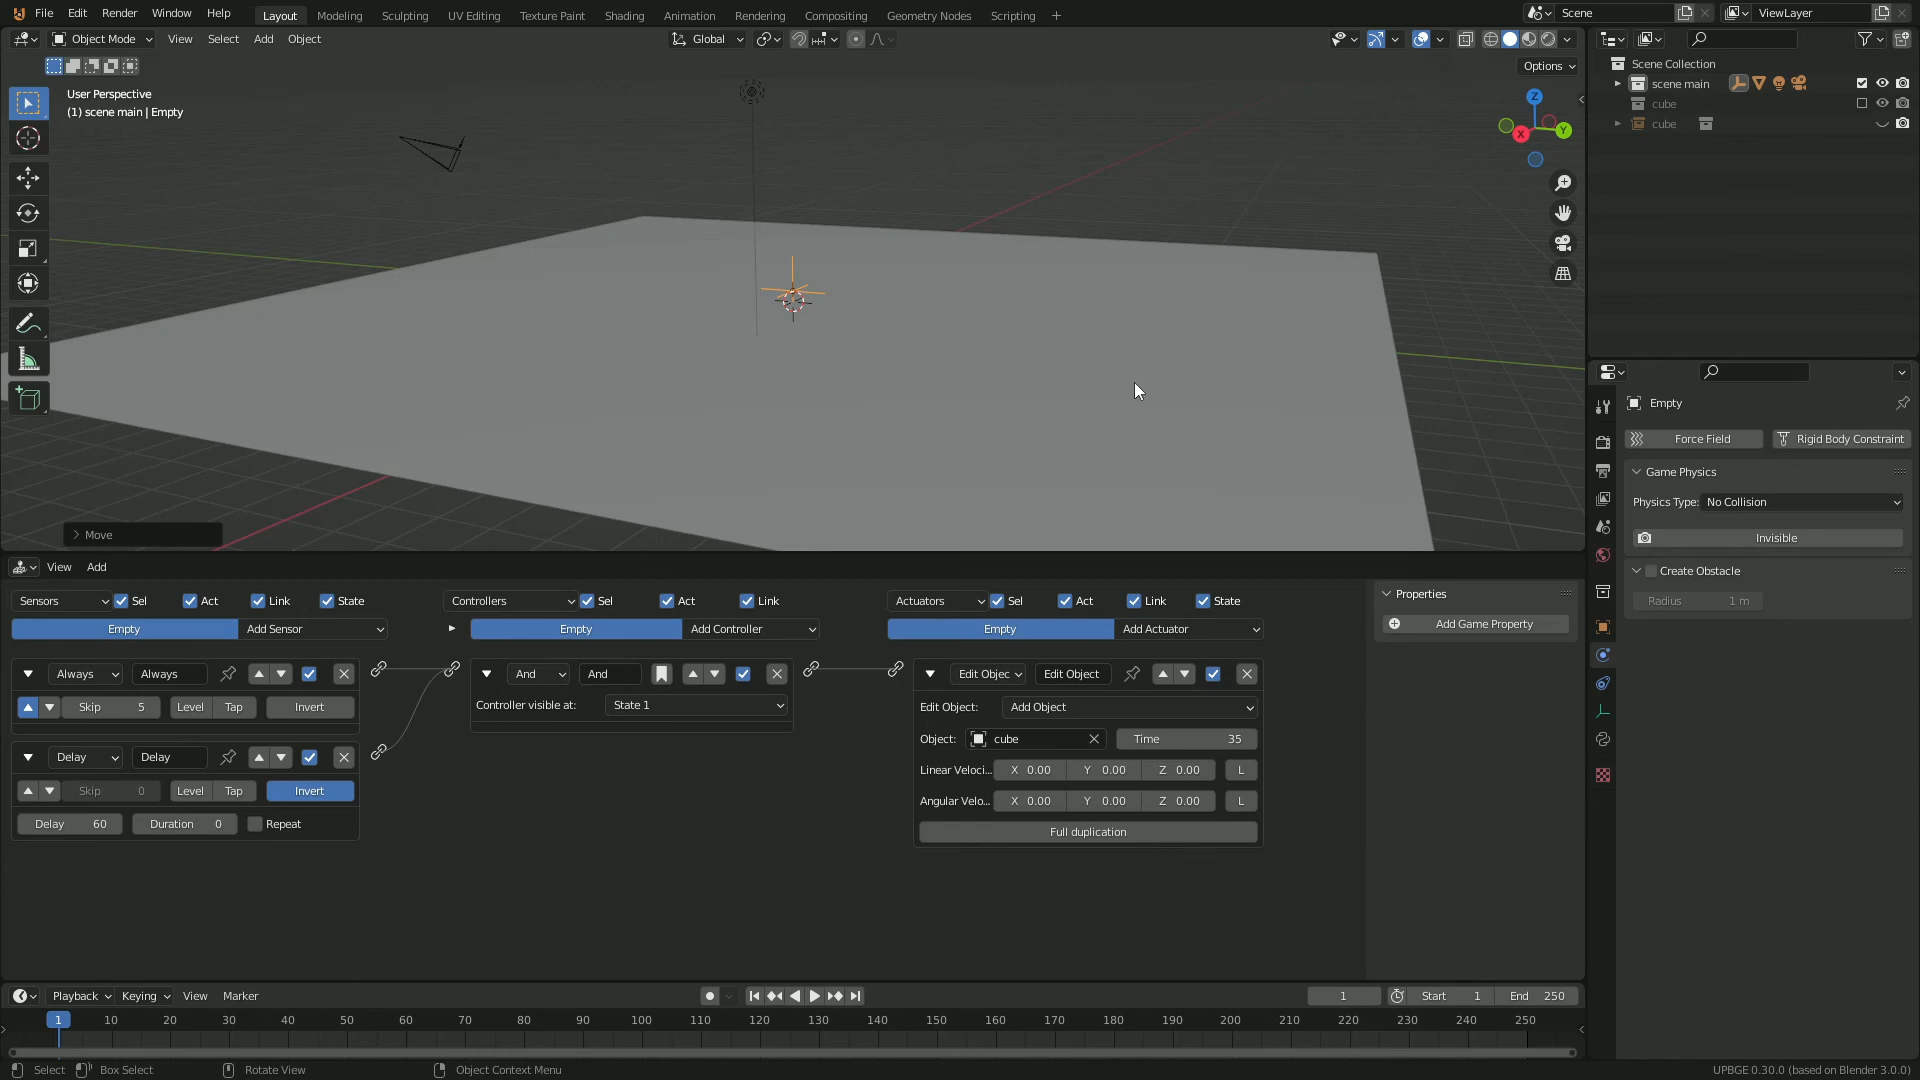 File Edit Render Window Help Layout Modeling Sculpting UV Editing Texture Paint Shading Animation Rendering Compositing Geometry Nodes Scripting + Scene ViewLayer
Object Mode View Select Add Object Global
Options
User Perspective
(1) scene main | Empty
Z
Y
X
Move
Scene Collection
scene main
cube
cube
Empty
Force Field Rigid Body Constraint
Game Physics
Physics Type: No Collision
Invisible
Create Obstacle
Radius 1 m
View Add
Sensors Sel Act Link State Controllers Sel Act Link Actuators Sel Act Link State Properties
Empty Add Sensor Empty Add Controller Empty Add Actuator Add Game Property
Always Always And And Edit Objec Edit Object
Skip 5 Level Tap Invert Controller visible at: State 1 Edit Object: Add Object
Delay Delay Object: cube Time 35
Skip 0 Level Tap Invert Linear Veloci... X 0.00 Y 0.00 Z 0.00 L
Delay 60 Duration 0 Repeat Angular Velo... X 0.00 Y 0.00 Z 0.00 L
Full duplication
Playback Keying View Marker 1 Start 1 End 250
1 10 20 30 40 50 60 70 80 90 100 110 120 130 140 150 160 170 180 190 200 210 220 230 240 250
Select Box Select Rotate View Object Context Menu UPBGE 0.30.0 (based on Blender 3.0.0)